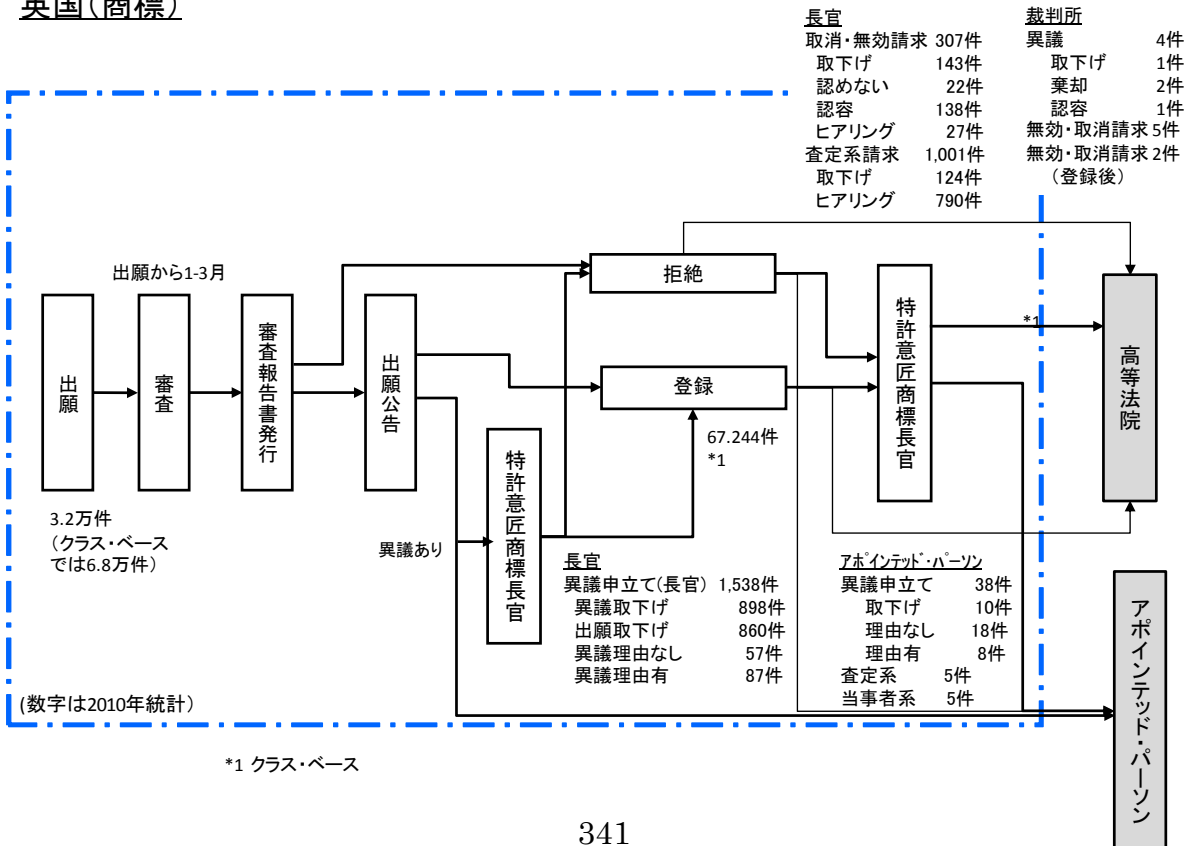 英国(商標)
長官
取消・無効請求 307件
取下げ 143件
認めない 22件
認容 138件
ヒアリング 27件
査定系請求 1,001件
取下げ 124件
ヒアリング 790件
裁判所
異議 4件
取下げ 1件
棄却 2件
認容 1件
無効・取消請求 5件
無効・取消請求 2件
（登録後）
出願から1-3月
出願
審査
審査報告書発行
出願公告
拒絶
登録
特許意匠商標長官
*1
高等法院
67.244件
*1
3.2万件
（クラス・ベース
では6.8万件）
異議あり
特許意匠商標長官
長官
異議申立て(長官) 1,538件
異議取下げ 898件
出願取下げ 860件
異議理由なし 57件
異議理由有 87件
ｱﾎﾟｲﾝﾃｯﾄﾞ・ﾊﾟｰｿﾝ
異議申立て 38件
取下げ 10件
理由なし 18件
理由有 8件
査定系 5件
当事者系 5件
アポインテッド・パーソン
(数字は2010年統計）
*1 クラス・ベース
341